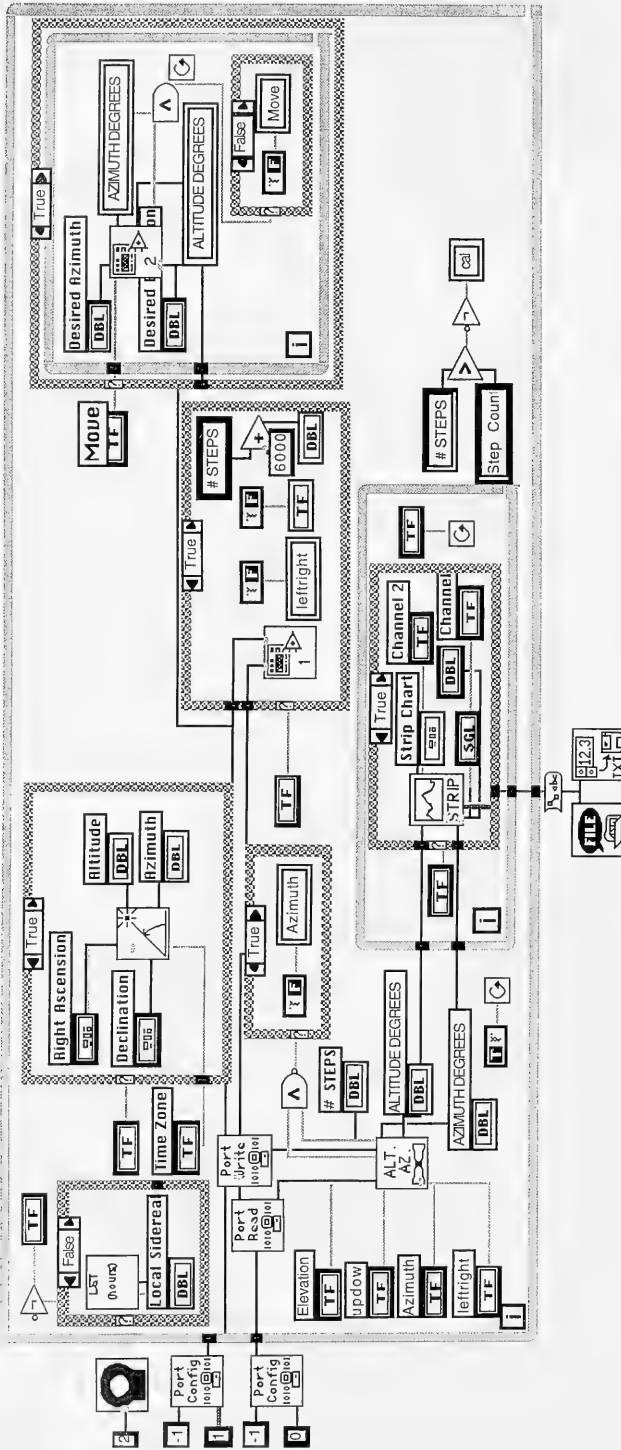 2
-1
Port Config
1
-1
Port Config
0
TF
False
LST (hours)
Local Sidereal
DBL
Time Zone
TF
TF
True
Right Ascension
Declination
Altitude
DBL
Azimuth
DBL
Port Write
Port Read
Elevation
TF
updow
TF
Azimuth
TF
leftright
TF
i
ALT. AZ.
# STEPS
DBL
ALTITUDE DEGREES
DBL
AZIMUTH DEGREES
DBL
T
True
F
Azimuth
TF
True
1
F
leftright
F
TF
# STEPS
6000
DBL
Move
TF
True
Desired Azimuth
DBL
AZIMUTH DEGREES
2
DBL
ALTITUDE DEGREES
i
False
F
Move
i
TF
True
STRIP
Strip Chart
Channel 2
TF
SGL
DBL
Channel
TF
TF
# STEPS
Step Count
cal
abc
FILE
12.3
TXT